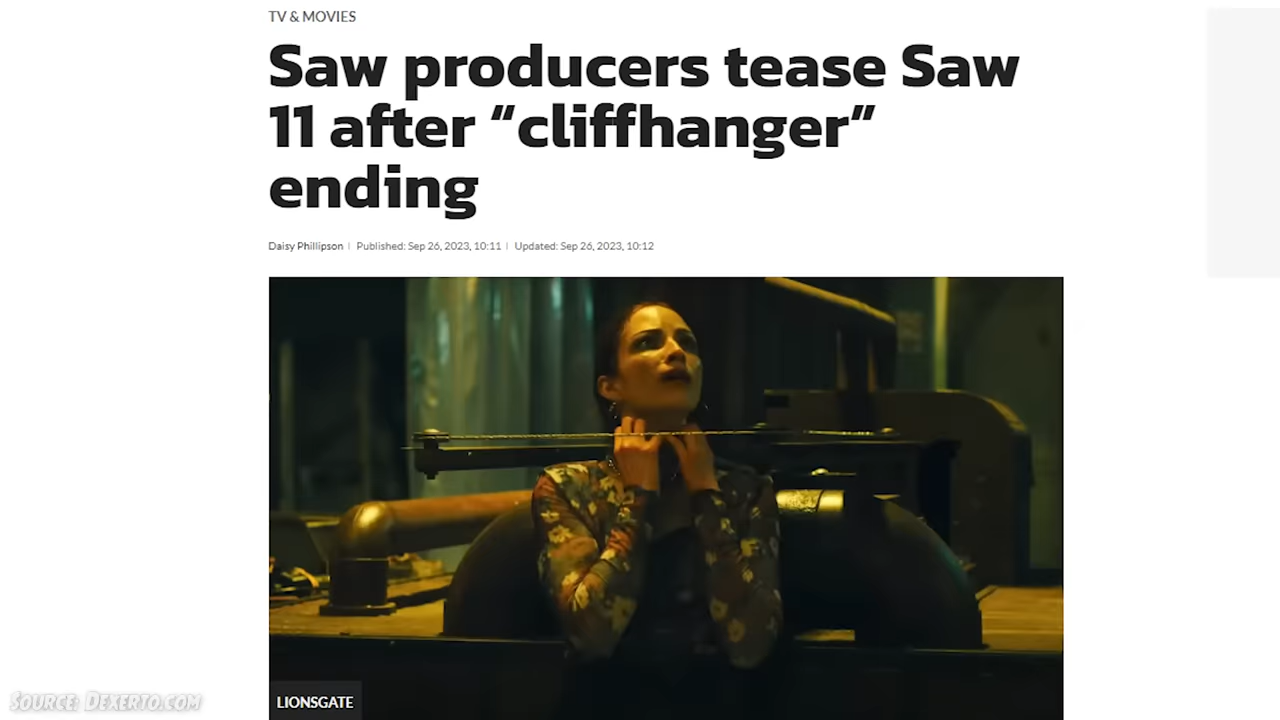 TV & MOVIES
Saw producers tease Saw
11 after “cliffhanger”
ending
Daisy Phillipson | Published: Sep 26, 2023, 10:11 | Updated: Sep 26, 2023, 10:12
LIONSGATE
Source: Dexerto.com